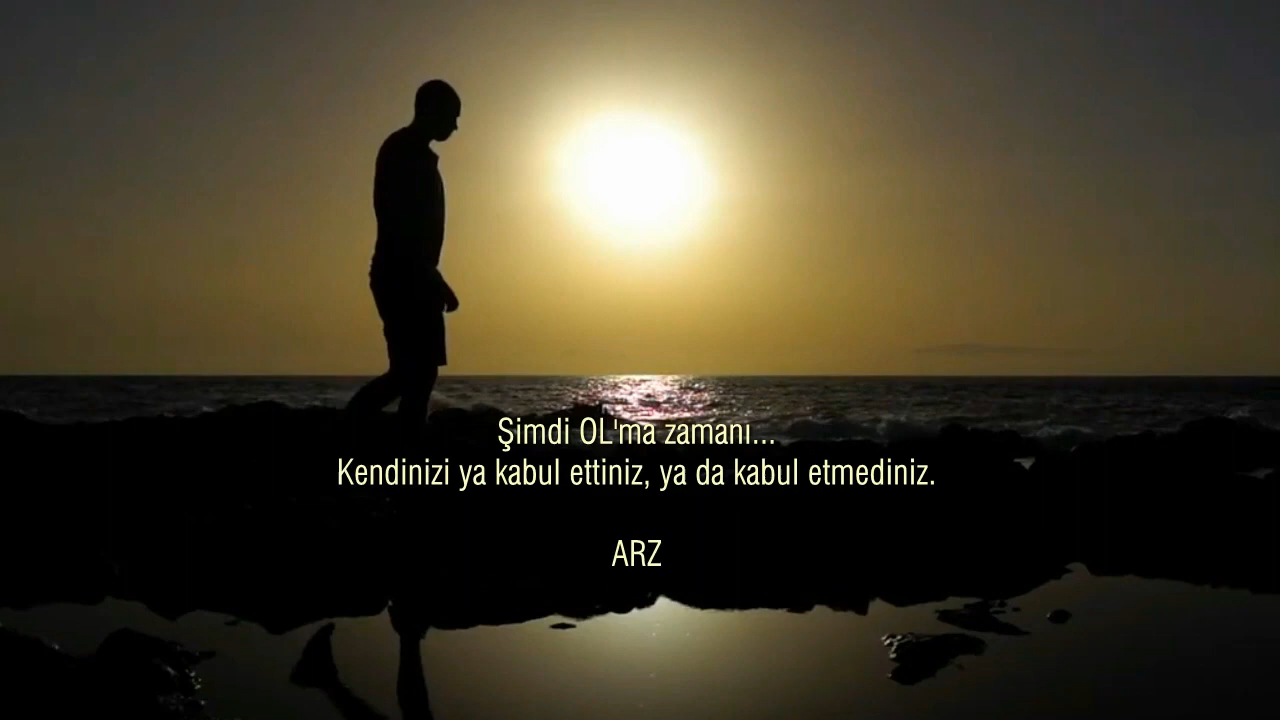 Şimdi OL'ma zamanı...
Kendinizi ya kabul ettiniz, ya da kabul etmediniz.
ARZ